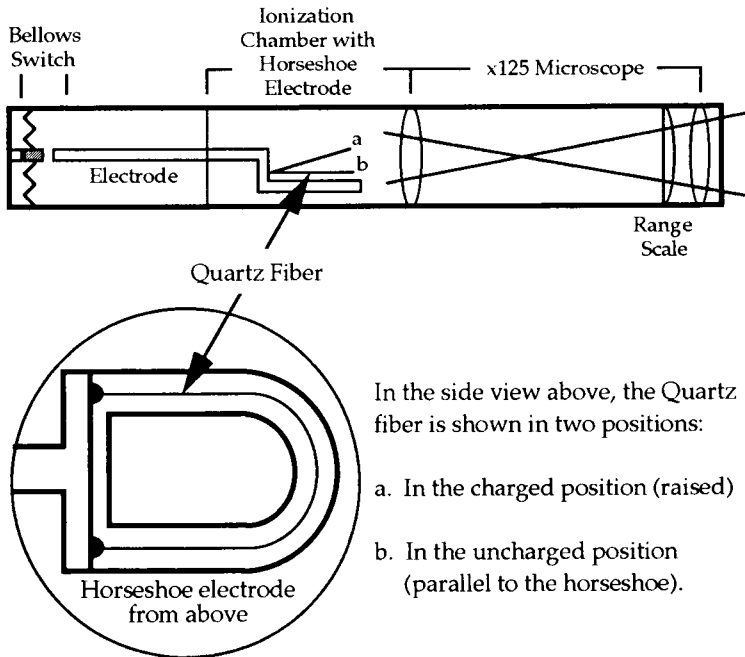 Bellows
Switch
Ionization
Chamber with
Horseshoe
Electrode
x125 Microscope
a
b
Electrode
Range
Scale
Quartz Fiber
In the side view above, the Quartz
fiber is shown in two positions:
a. In the charged position (raised)
b. In the uncharged position
(parallel to the horseshoe).
Horseshoe electrode
from above